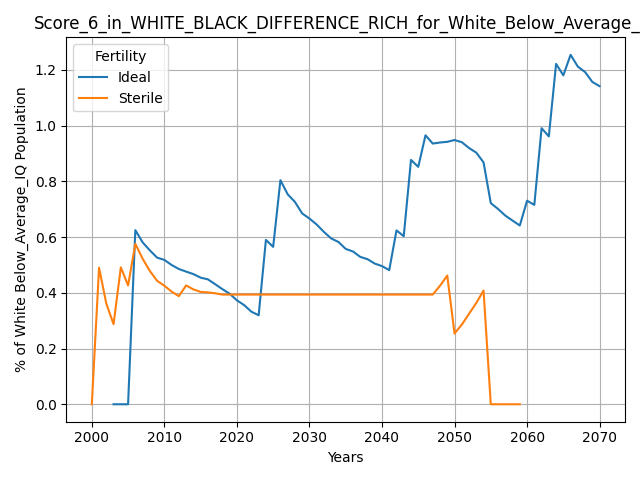 Score_6_in_WHITE_BLACK_DIFFERENCE_RICH_for_White_Below_Average_
Fertility
Ideal
Sterile
% of White Below_Average_IQ Population
1.2
1.0
0.8
0.6
0.4
0.2
0.0
2000 2010 2020 2030 2040 2050 2060 2070
Years